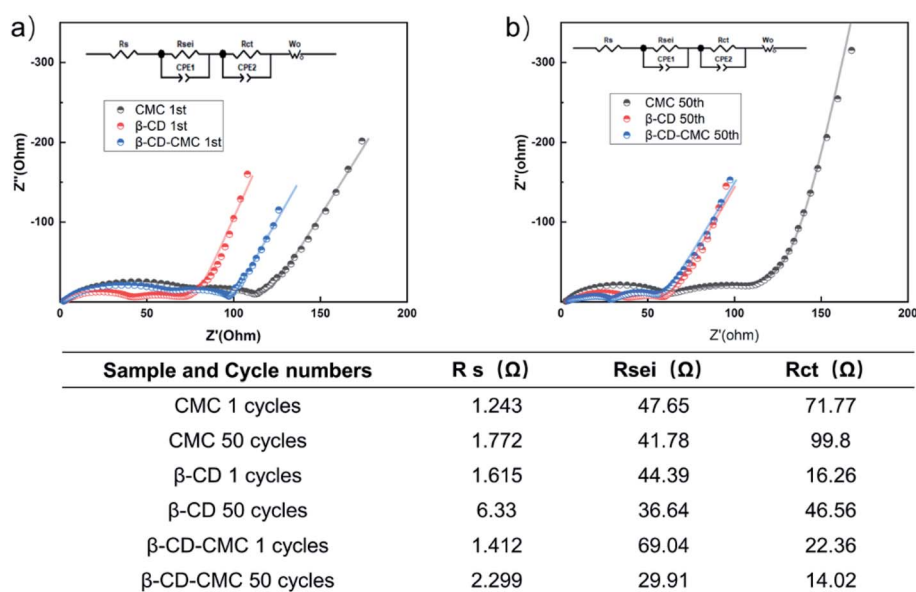 a)
Rs
Rsei
Rct
Wo
CPE1
CPE2
CMC 1st
β-CD 1st
β-CD-CMC 1st
Z''(Ohm)
-300
-200
-100
0
50
100
150
200
Z'(Ohm)
b)
Rs
Rsei
Rct
Wo
CPE1
CPE2
CMC 50th
β-CD 50th
β-CD-CMC 50th
Z''(ohm)
-300
-200
-100
0
50
100
150
200
Z'(ohm)
Sample and Cycle numbers R s (Ω) Rsei (Ω) Rct (Ω)
CMC 1 cycles 1.243 47.65 71.77
CMC 50 cycles 1.772 41.78 99.8
β-CD 1 cycles 1.615 44.39 16.26
β-CD 50 cycles 6.33 36.64 46.56
β-CD-CMC 1 cycles 1.412 69.04 22.36
β-CD-CMC 50 cycles 2.299 29.91 14.02